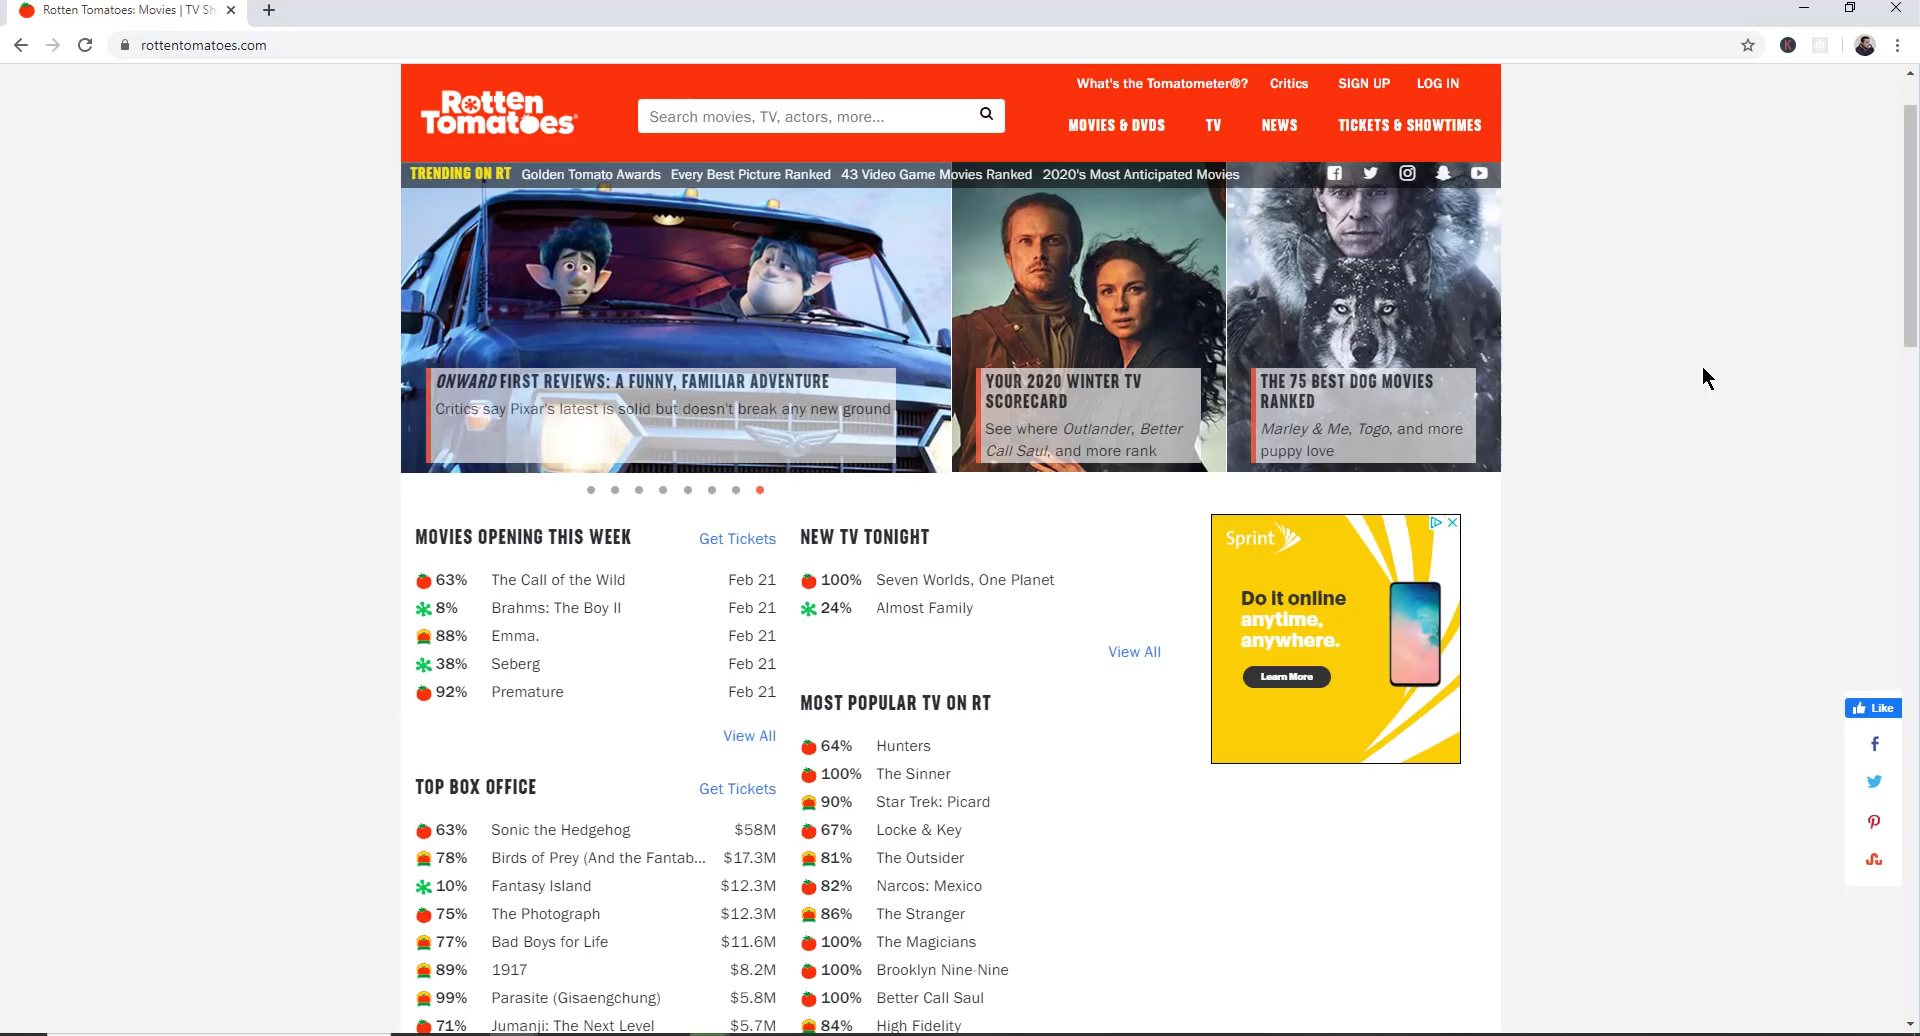 Rotten Tomatoes: Movies | TV Sh
rottentomatoes.com
K
What's the Tomatometer®?
Critics
SIGN UP
LOG IN
Rotten
Tomatoes
Search movies, TV, actors, more...
MOVIES & DVDS
TV
NEWS
TICKETS & SHOWTIMES
TRENDING ON RT
Golden Tomato Awards
Every Best Picture Ranked
43 Video Game Movies Ranked
2020's Most Anticipated Movies
ONWARD FIRST REVIEWS: A FUNNY, FAMILIAR ADVENTURE
Critics say Pixar's latest is solid but doesn't break any new ground
YOUR 2020 WINTER TV
SCORECARD
See where Outlander, Better
Call Saul, and more rank
THE 75 BEST DOG MOVIES
RANKED
Marley & Me, Togo, and more
puppy love
MOVIES OPENING THIS WEEK
Get Tickets
63% The Call of the Wild Feb 21
8% Brahms: The Boy II Feb 21
88% Emma. Feb 21
38% Seberg Feb 21
92% Premature Feb 21
View All
TOP BOX OFFICE
Get Tickets
63% Sonic the Hedgehog $58M
78% Birds of Prey (And the Fantab... $17.3M
10% Fantasy Island $12.3M
75% The Photograph $12.3M
77% Bad Boys for Life $11.6M
89% 1917 $8.2M
99% Parasite (Gisaengchung) $5.8M
71% Jumanji: The Next Level $5.7M
NEW TV TONIGHT
100% Seven Worlds, One Planet
24% Almost Family
View All
MOST POPULAR TV ON RT
64% Hunters
100% The Sinner
90% Star Trek: Picard
67% Locke & Key
81% The Outsider
82% Narcos: Mexico
86% The Stranger
100% The Magicians
100% Brooklyn Nine-Nine
100% Better Call Saul
84% High Fidelity
Sprint
Do it online
anytime,
anywhere.
Learn More
Like